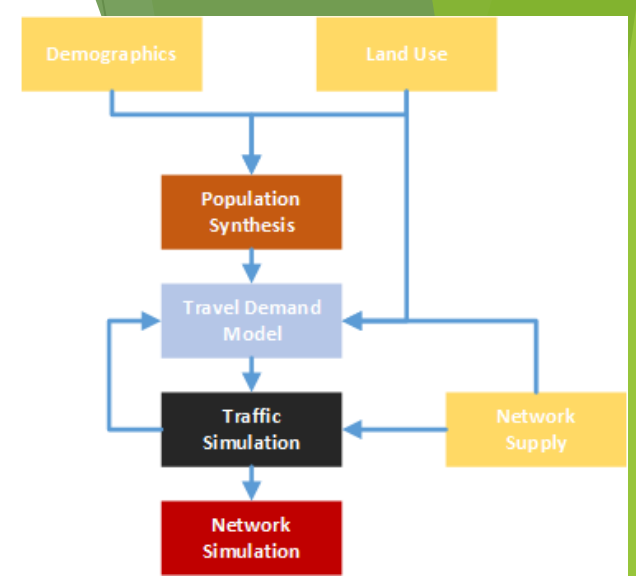 Demographics
Land Use
Population
Synthesis
Travel Demand
Model
Traffic
Simulation
Network
Supply
Network
Simulation